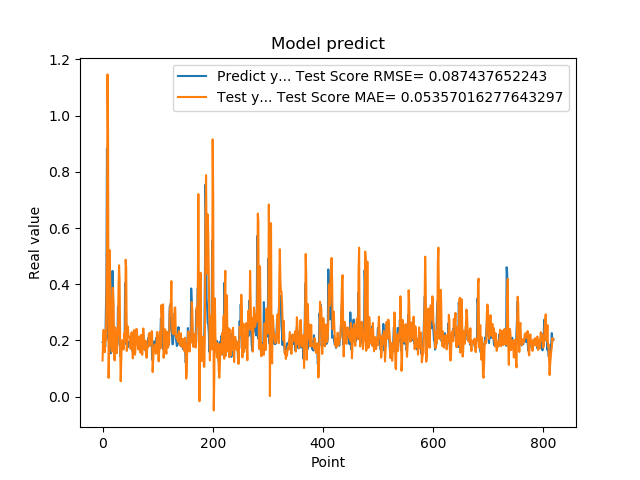 Model predict
Predict y... Test Score RMSE= 0.087437652243
Test y... Test Score MAE= 0.05357016277643297
Real value
1.2
1.0
0.8
0.6
0.4
0.2
0.0
0 200 400 600 800
Point